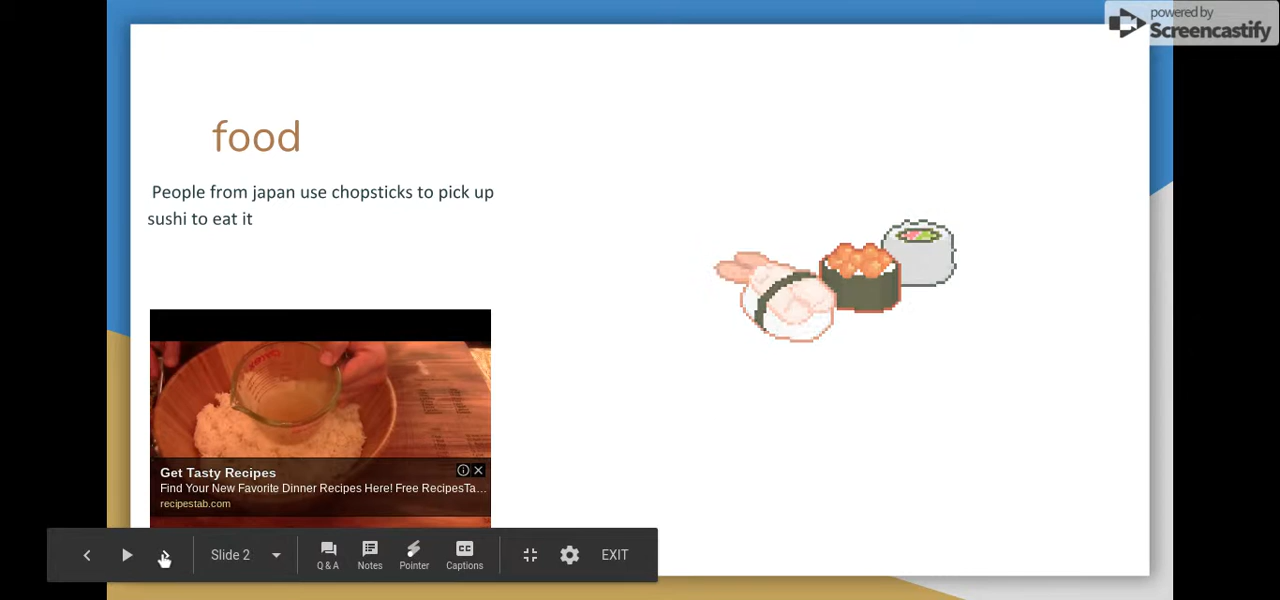 powered by
Screencastify
food
People from japan use chopsticks to pick up
sushi to eat it
Get Tasty Recipes
Find Your New Favorite Dinner Recipes Here! Free RecipesTa...
recipestab.com
Slide 2
Q & A
Notes
Pointer
CC
Captions
EXIT